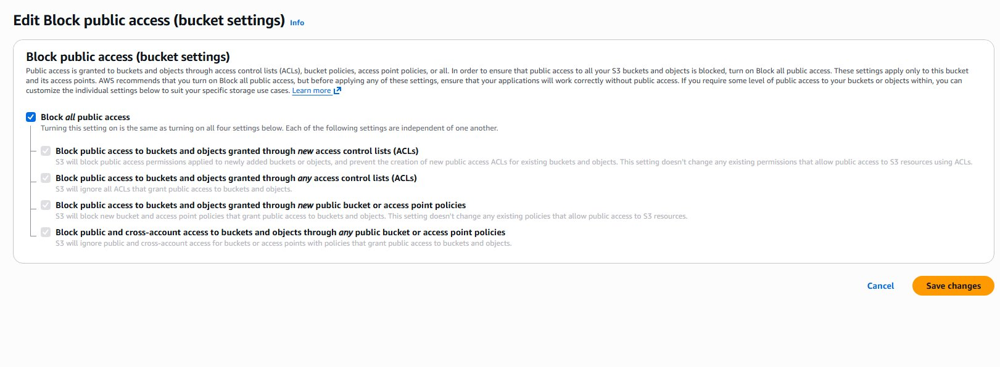 Edit Block public access (bucket settings) Info
Block public access (bucket settings)
Public access is granted to buckets and objects through access control lists (ACLs), bucket policies, access point policies, or all. In order to ensure that public access to all your S3 buckets and objects is blocked, turn on Block all public access. These settings apply only to this bucket
and its access points. AWS recommends that you turn on Block all public access, but before applying any of these settings, ensure that your applications will work correctly without public access. If you require some level of public access to your buckets or objects within, you can
customize the individual settings below to suit your specific storage use cases. Learn more
Block all public access
Turning this setting on is the same as turning on all four settings below. Each of the following settings are independent of one another.
Block public access to buckets and objects granted through new access control lists (ACLs)
S3 will block public access permissions applied to newly added buckets or objects, and prevent the creation of new public access ACLs for existing buckets and objects. This setting doesn't change any existing permissions that allow public access to S3 resources using ACLs.
Block public access to buckets and objects granted through any access control lists (ACLs)
S3 will ignore all ACLs that grant public access to buckets and objects.
Block public access to buckets and objects granted through new public bucket or access point policies
S3 will block new bucket and access point policies that grant public access to buckets and objects. This setting doesn't change any existing policies that allow public access to S3 resources.
Block public and cross-account access to buckets and objects through any public bucket or access point policies
S3 will ignore public and cross-account access for buckets or access points with policies that grant public access to buckets and objects.
Cancel Save changes